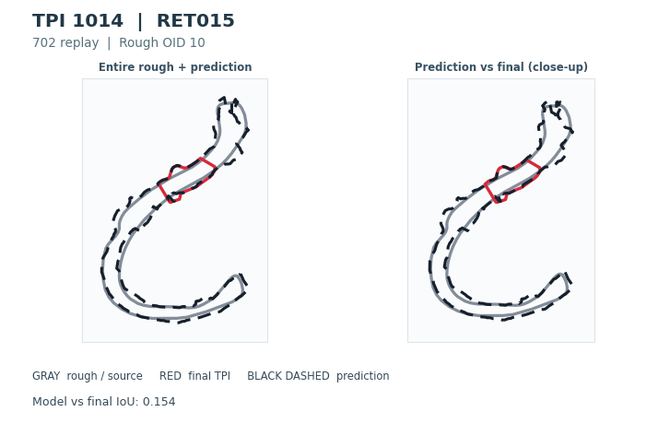 TPI 1014 | RET015
702 replay | Rough OID 10
Entire rough + prediction
Prediction vs final (close-up)
GRAY rough / source RED final TPI BLACK DASHED prediction
Model vs final IoU: 0.154